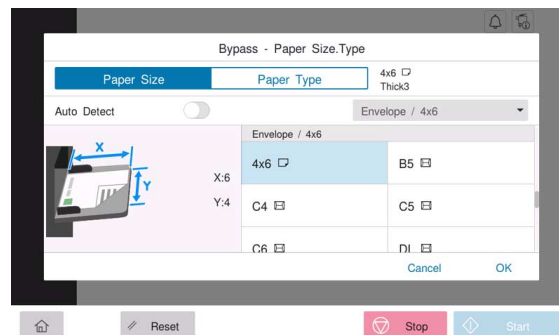 Bypass - Paper Size.Type
Paper Size
Paper Type
4x6
Thick3
Auto Detect
Envelope / 4x6
Envelope / 4x6
X
Y
X:6
Y:4
4x6
B5
C4
C5
C6
DL
Cancel
OK
Reset
Stop
Start